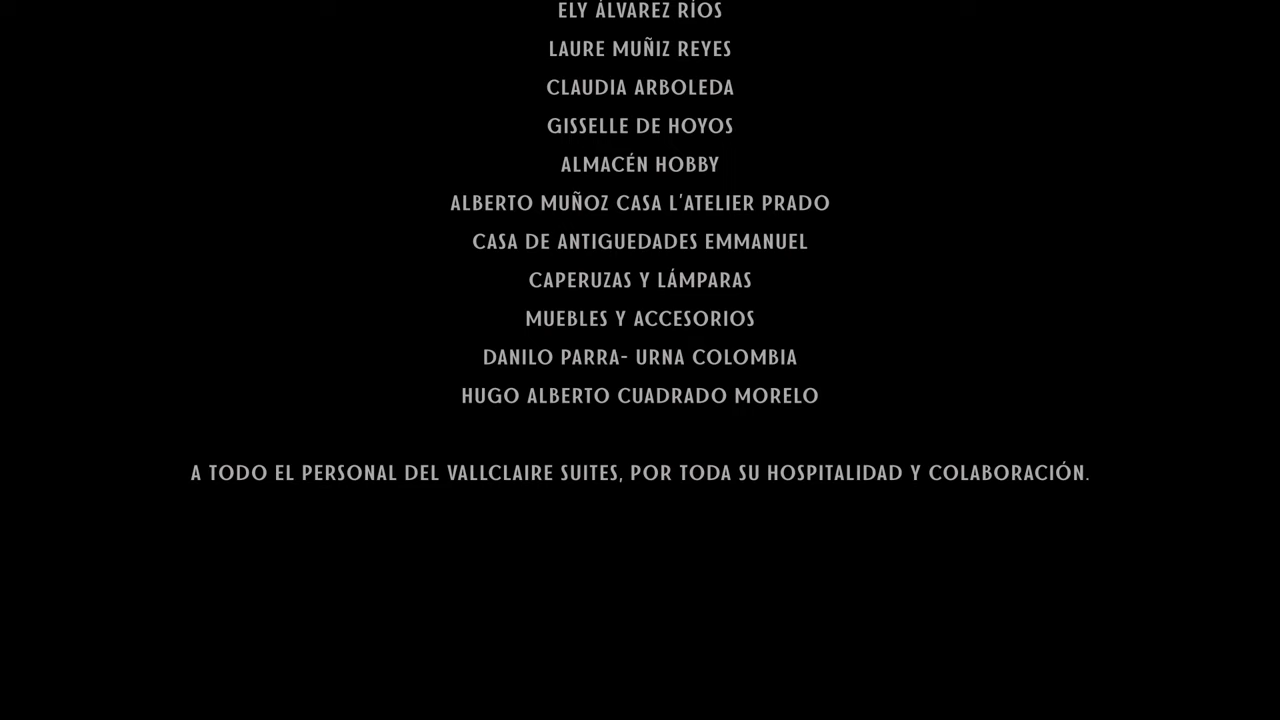 ELY ÁLVAREZ RÍOS
LAURE MUÑIZ REYES
CLAUDIA ARBOLEDA
GISSELLE DE HOYOS
ALMACÉN HOBBY
ALBERTO MUÑOZ CASA L'ATELIER PRADO
CASA DE ANTIGUEDADES EMMANUEL
CAPERUZAS Y LÁMPARAS
MUEBLES Y ACCESORIOS
DANILO PARRA- URNA COLOMBIA
HUGO ALBERTO CUADRADO MORELO
A TODO EL PERSONAL DEL VALLCLAIRE SUITES, POR TODA SU HOSPITALIDAD Y COLABORACIÓN.